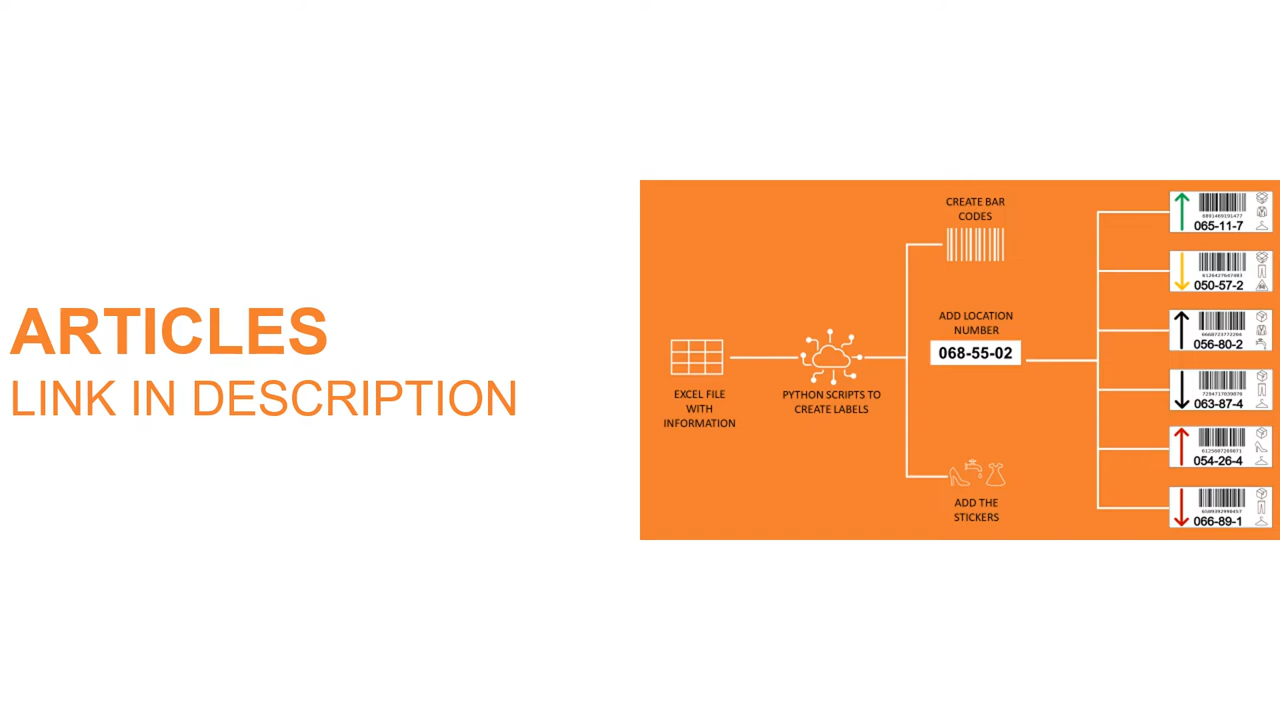 ARTICLES
LINK IN DESCRIPTION
EXCEL FILE
WITH
INFORMATION
PYTHON SCRIPTS TO
CREATE LABELS
CREATE BAR
CODES
ADD LOCATION
NUMBER
068-55-02
ADD THE
STICKERS
065-11-7
050-57-2
056-80-2
063-87-4
054-26-4
066-89-1